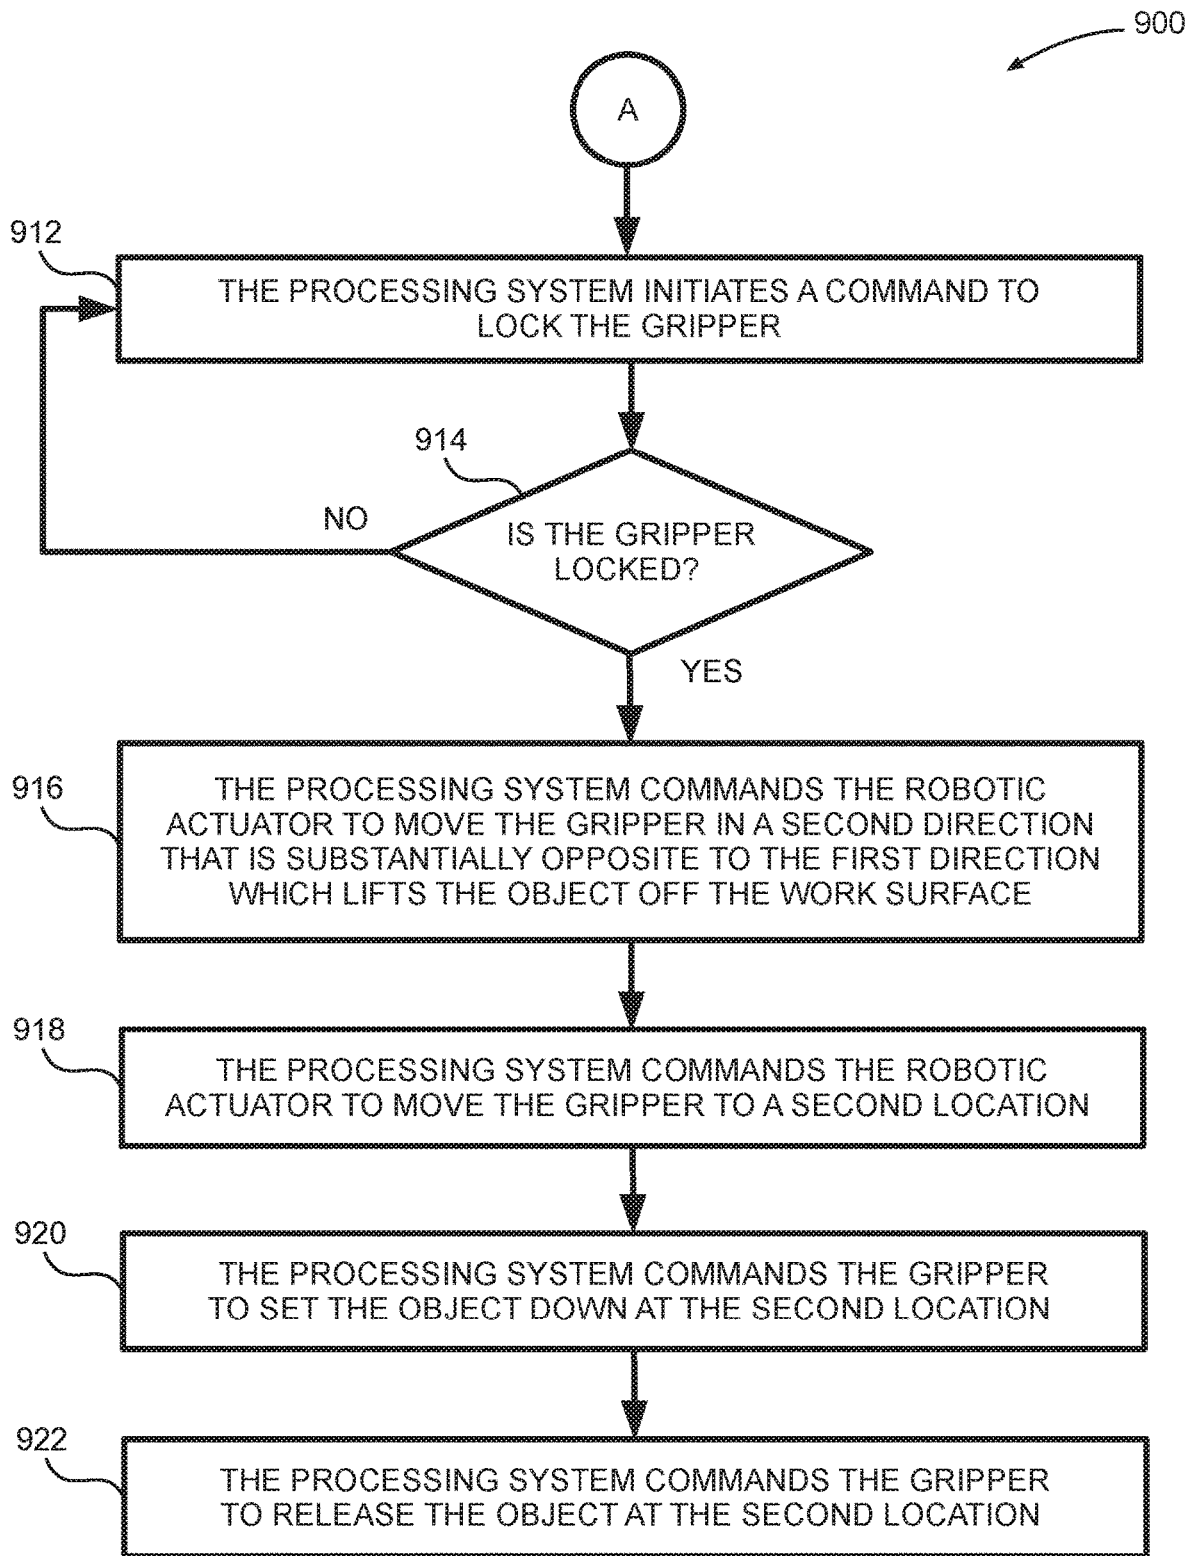 900
A
912
THE PROCESSING SYSTEM INITIATES A COMMAND TO
LOCK THE GRIPPER
914
NO
IS THE GRIPPER
LOCKED?
YES
916
THE PROCESSING SYSTEM COMMANDS THE ROBOTIC
ACTUATOR TO MOVE THE GRIPPER IN A SECOND DIRECTION
THAT IS SUBSTANTIALLY OPPOSITE TO THE FIRST DIRECTION
WHICH LIFTS THE OBJECT OFF THE WORK SURFACE
918
THE PROCESSING SYSTEM COMMANDS THE ROBOTIC
ACTUATOR TO MOVE THE GRIPPER TO A SECOND LOCATION
920
THE PROCESSING SYSTEM COMMANDS THE GRIPPER
TO SET THE OBJECT DOWN AT THE SECOND LOCATION
922
THE PROCESSING SYSTEM COMMANDS THE GRIPPER
TO RELEASE THE OBJECT AT THE SECOND LOCATION